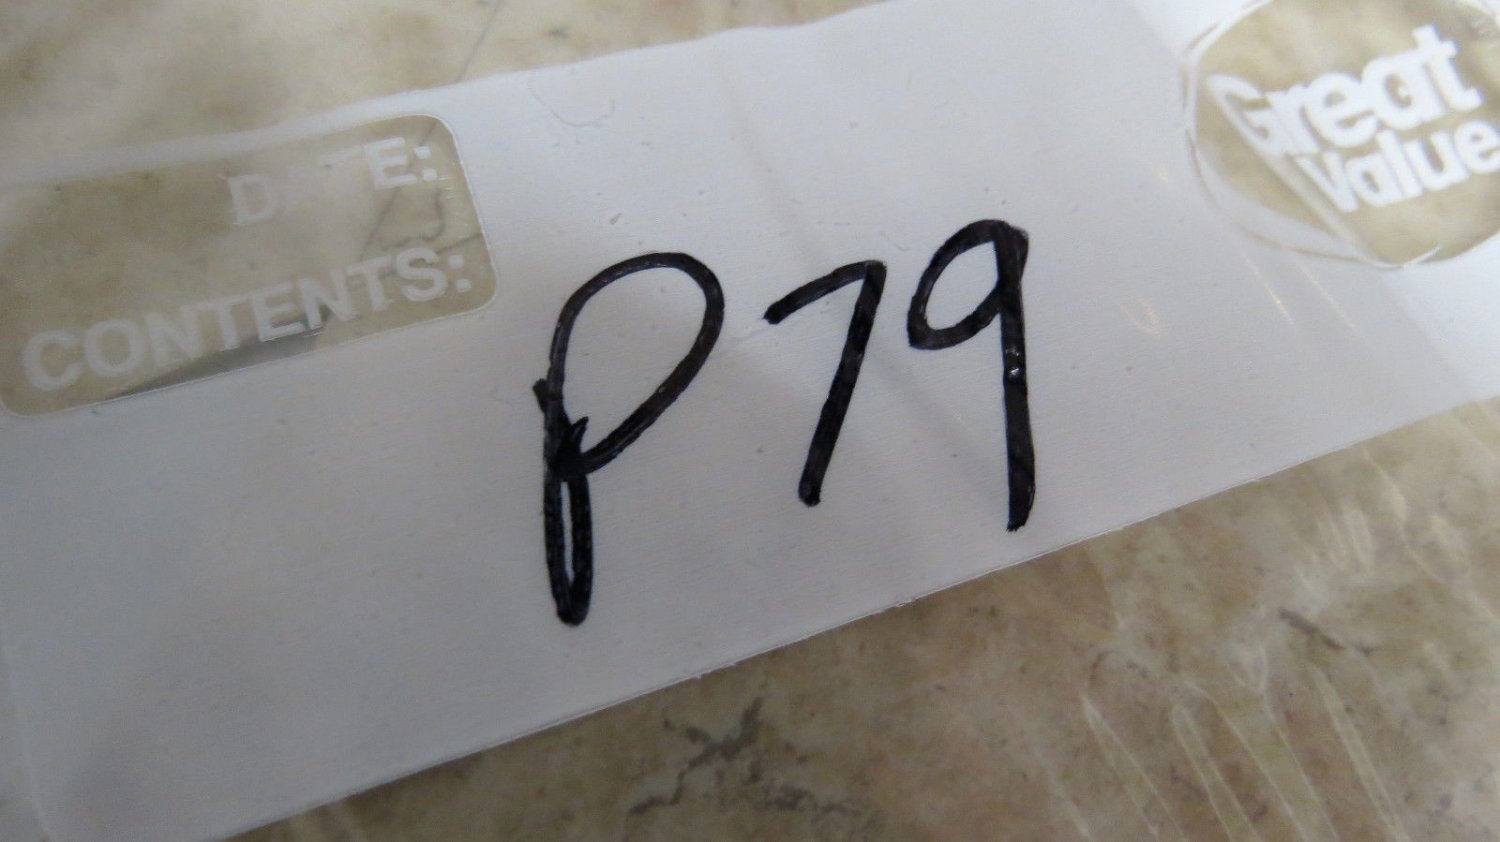 DATE:
CONTENTS:
P79
Great
Value